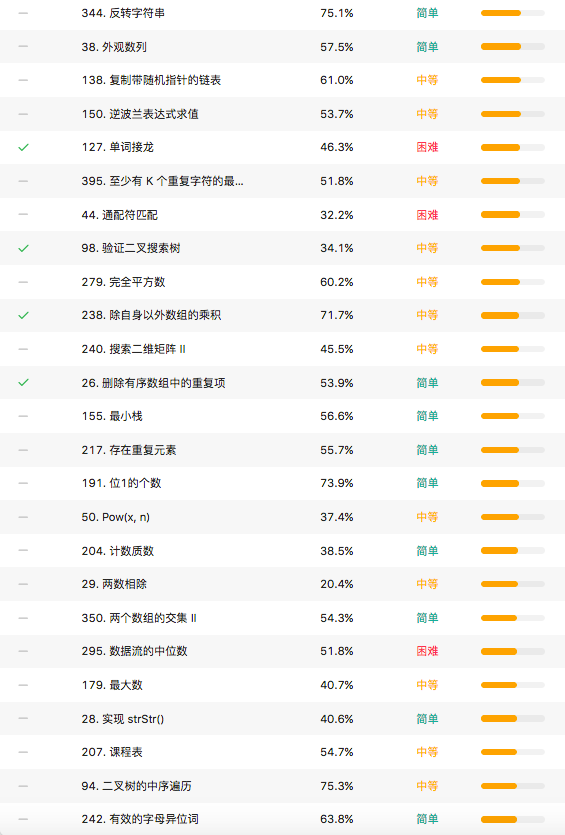 344. 反转字符串 75.1% 简单
38. 外观数列 57.5% 简单
138. 复制带随机指针的链表 61.0% 中等
150. 逆波兰表达式求值 53.7% 中等
127. 单词接龙 46.3% 困难
395. 至少有 K 个重复字符的最... 51.8% 中等
44. 通配符匹配 32.2% 困难
98. 验证二叉搜索树 34.1% 中等
279. 完全平方数 60.2% 中等
238. 除自身以外数组的乘积 71.7% 中等
240. 搜索二维矩阵 II 45.5% 中等
26. 删除有序数组中的重复项 53.9% 简单
155. 最小栈 56.6% 简单
217. 存在重复元素 55.7% 简单
191. 位1的个数 73.9% 简单
50. Pow(x, n) 37.4% 中等
204. 计数质数 38.5% 简单
29. 两数相除 20.4% 中等
350. 两个数组的交集 II 54.3% 简单
295. 数据流的中位数 51.8% 困难
179. 最大数 40.7% 中等
28. 实现 strStr() 40.6% 简单
207. 课程表 54.7% 中等
94. 二叉树的中序遍历 75.3% 中等
242. 有效的字母异位词 63.8% 简单